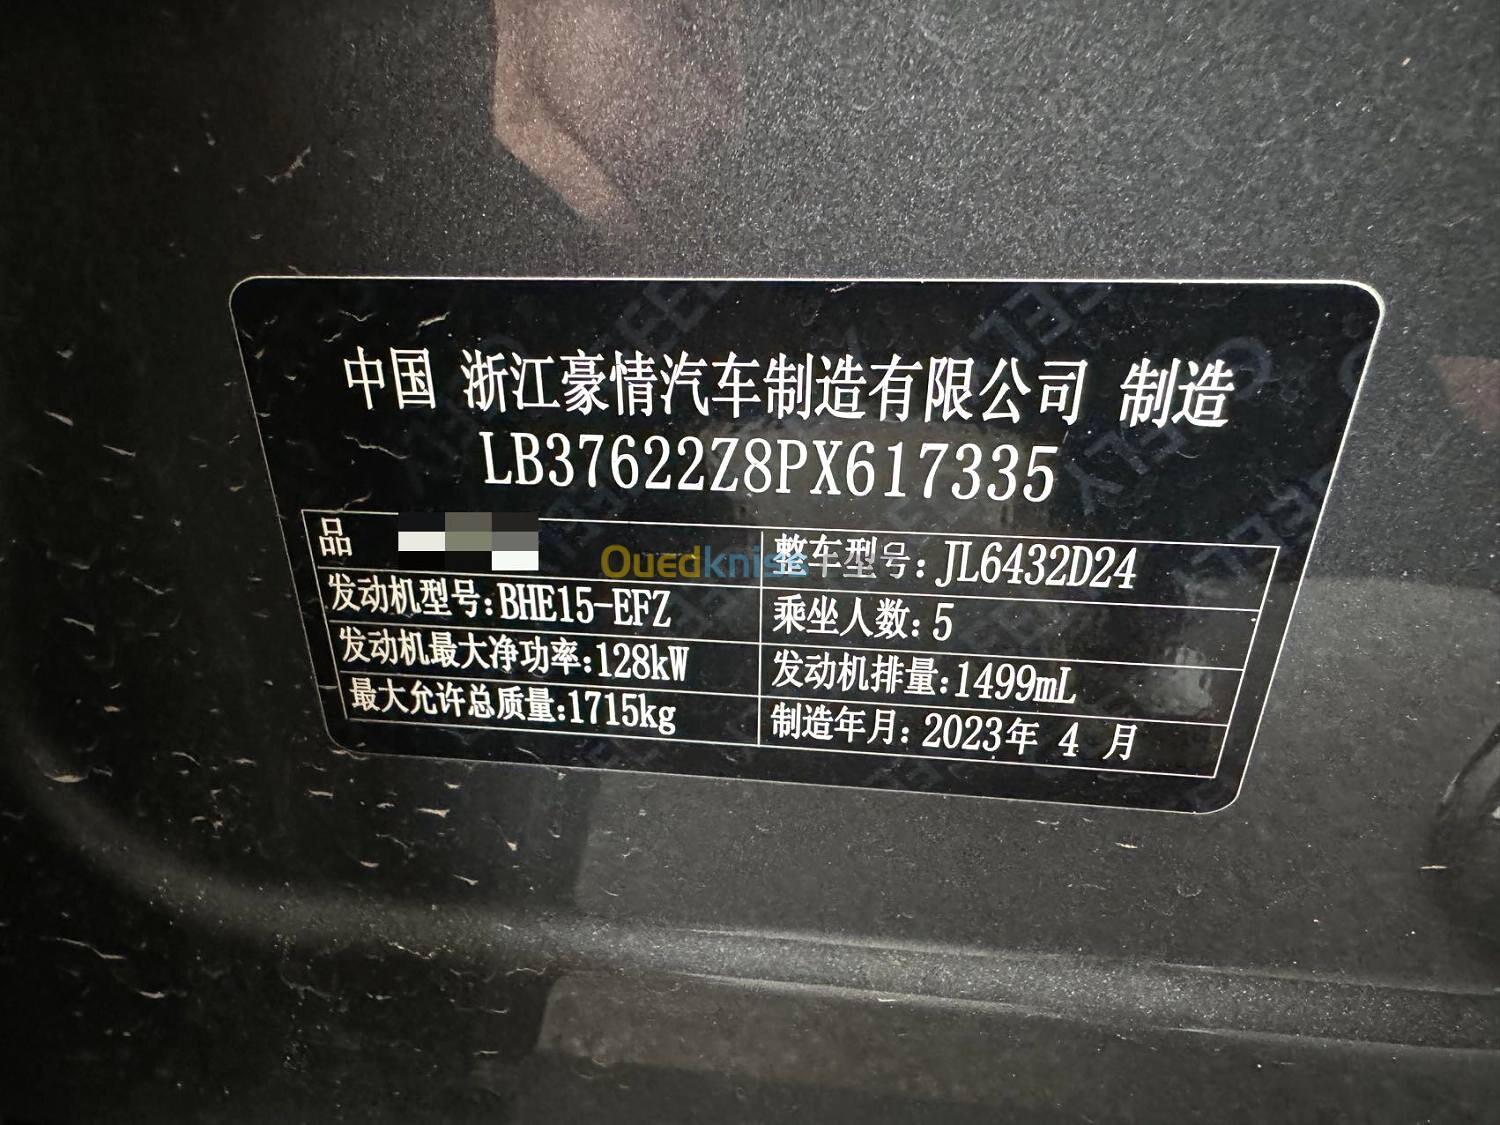 中国 浙江豪情汽车制造有限公司 制造
LB37622Z8PX617335
品
整车型号:JL6432D24
发动机型号:BHE15-EFZ
乘坐人数:5
发动机最大净功率:128kW
发动机排量:1499mL
最大允许总质量:1715kg
制造年月:2023年 4 月
Ouedkniss